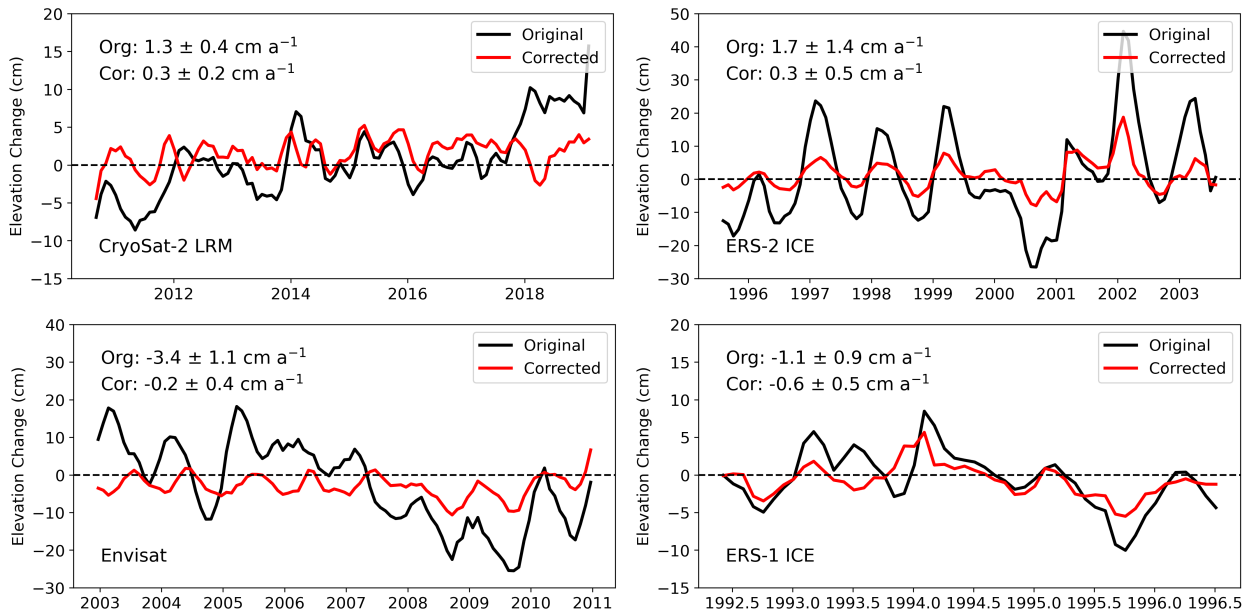 Elevation Change (cm)
20
15
10
5
0
−5
−10
−15
2012
2014
2016
2018
Org: 1.3 ± 0.4 cm a⁻¹
Cor: 0.3 ± 0.2 cm a⁻¹
Original
Corrected
CryoSat-2 LRM
Elevation Change (cm)
50
40
30
20
10
0
−10
−20
−30
1996
1997
1998
1999
2000
2001
2002
2003
Org: 1.7 ± 1.4 cm a⁻¹
Cor: 0.3 ± 0.5 cm a⁻¹
Original
Corrected
ERS-2 ICE
Elevation Change (cm)
40
30
20
10
0
−10
−20
−30
2003
2004
2005
2006
2007
2008
2009
2010
2011
Org: -3.4 ± 1.1 cm a⁻¹
Cor: -0.2 ± 0.4 cm a⁻¹
Original
Corrected
Envisat
Elevation Change (cm)
20
15
10
5
0
−5
−10
−15
1992.5
1993.0
1993.5
1994.0
1994.5
1995.0
1995.5
1996.0
1996.5
Org: -1.1 ± 0.9 cm a⁻¹
Cor: -0.6 ± 0.5 cm a⁻¹
Original
Corrected
ERS-1 ICE